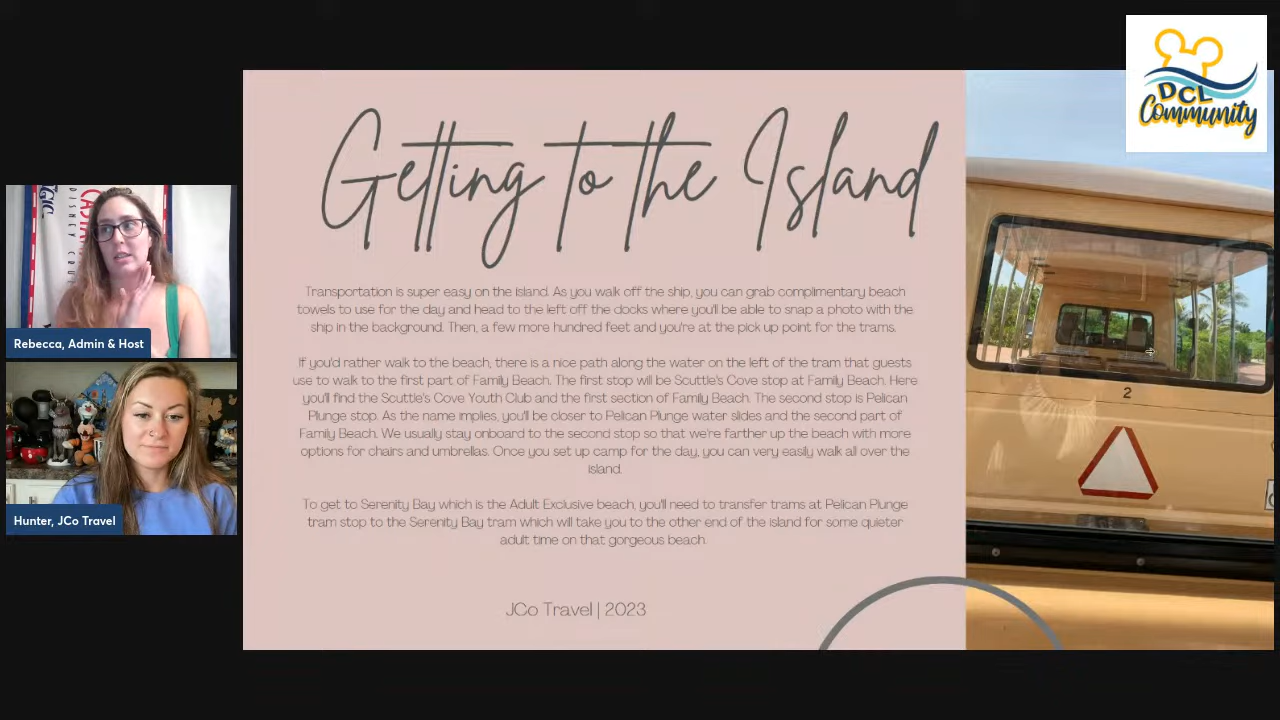 DCL
Community
Getting to the Island
Transportation is super easy on the island. As you walk off the ship, you can grab complimentary beach
towels to use for the day and head to the left off the docks where you'll be able to snap a photo with the
ship in the background. Then, a few more hundred feet and you're at the pick up point for the trams.
If you'd rather walk to the beach, there is a nice path along the water on the left of the tram that guests
use to walk to the first part of Family Beach. The first stop will be Scuttle's Cove stop at Family Beach. Here
you'll find the Scuttle's Cove Youth Club and the first section of Family Beach. The second stop is Pelican
Plunge stop. As the name implies, you'll be closer to Pelican Plunge water slides and the second part of
Family Beach. We usually stay onboard to the second stop so that we're farther up the beach with more
options for chairs and umbrellas. Once you set up camp for the day, you can very easily walk all over the
island.
To get to Serenity Bay which is the Adult Exclusive beach, you'll need to transfer trams at Pelican Plunge
tram stop to the Serenity Bay tram which will take you to the other end of the island for some quieter
adult time on that gorgeous beach.
JCo Travel | 2023
2
DISNEY
Rebecca, Admin & Host
Hunter, JCo Travel